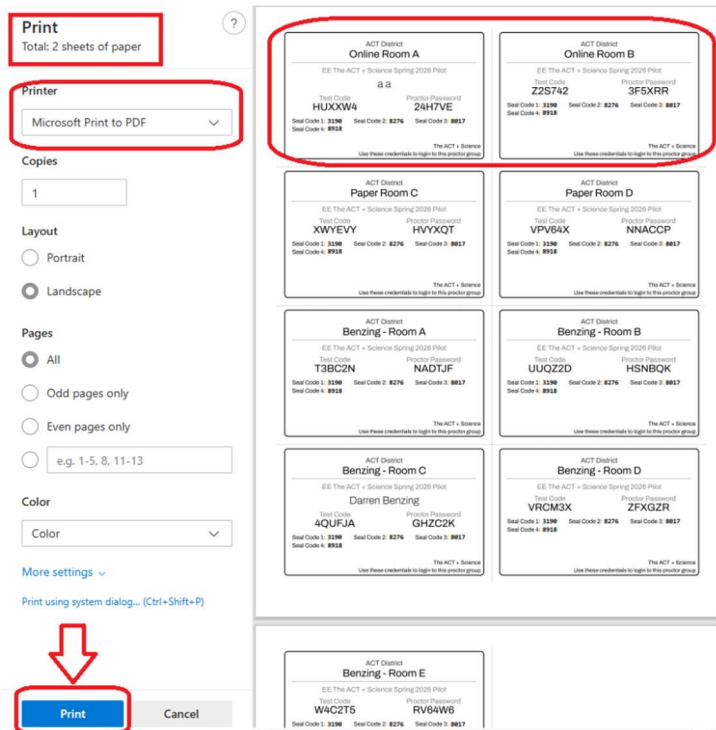 Print
?
Total: 2 sheets of paper
Printer
Microsoft Print to PDF
Copies
1
Layout
Portrait
Landscape
Pages
All
Odd pages only
Even pages only
e.g. 1-5, 8, 11-13
Color
Color
More settings
Print using system dialog... (Ctrl+Shift+P)
Print
Cancel
ACT District
Online Room A
EE The ACT + Science Spring 2026 Pilot
a a
Test Code Proctor Password
HUXXW4 24H7VE
Seal Code 1: 3190 Seal Code 2: 8276 Seal Code 3: 8017
Seal Code 4: 8918
The ACT + Science
Use these credentials to login to this proctor group
ACT District
Online Room B
EE The ACT + Science Spring 2026 Pilot
Test Code Proctor Password
Z2S742 3F5XRR
Seal Code 1: 3190 Seal Code 2: 8276 Seal Code 3: 8017
Seal Code 4: 8918
The ACT + Science
Use these credentials to login to this proctor group
ACT District
Paper Room C
EE The ACT + Science Spring 2026 Pilot
Test Code Proctor Password
XWYEVY HVYXQT
Seal Code 1: 3190 Seal Code 2: 8276 Seal Code 3: 8017
Seal Code 4: 8918
The ACT + Science
Use these credentials to login to this proctor group
ACT District
Paper Room D
EE The ACT + Science Spring 2026 Pilot
Test Code Proctor Password
VPV64X NNACCP
Seal Code 1: 3190 Seal Code 2: 8276 Seal Code 3: 8017
Seal Code 4: 8918
The ACT + Science
Use these credentials to login to this proctor group
ACT District
Benzing - Room A
EE The ACT + Science Spring 2026 Pilot
Test Code Proctor Password
T3BC2N NADTJF
Seal Code 1: 3190 Seal Code 2: 8276 Seal Code 3: 8017
Seal Code 4: 8918
The ACT + Science
Use these credentials to login to this proctor group
ACT District
Benzing - Room B
EE The ACT + Science Spring 2026 Pilot
Test Code Proctor Password
UUQZ2D HSNBQK
Seal Code 1: 3190 Seal Code 2: 8276 Seal Code 3: 8017
Seal Code 4: 8918
The ACT + Science
Use these credentials to login to this proctor group
ACT District
Benzing - Room C
EE The ACT + Science Spring 2026 Pilot
Darren Benzing
Test Code Proctor Password
4QUFJA GHZC2K
Seal Code 1: 3190 Seal Code 2: 8276 Seal Code 3: 8017
Seal Code 4: 8918
The ACT + Science
Use these credentials to login to this proctor group
ACT District
Benzing - Room D
EE The ACT + Science Spring 2026 Pilot
Test Code Proctor Password
VRCM3X ZFXGZR
Seal Code 1: 3190 Seal Code 2: 8276 Seal Code 3: 8017
Seal Code 4: 8918
The ACT + Science
Use these credentials to login to this proctor group
ACT District
Benzing - Room E
EE The ACT + Science Spring 2026 Pilot
Test Code Proctor Password
W4C2T5 RV64W6
Seal Code 1: 3190 Seal Code 2: 8276 Seal Code 3: 8017